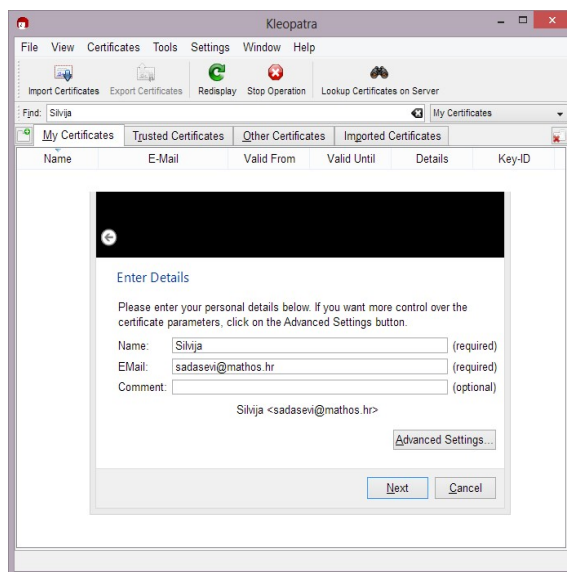 Kleopatra
File View Certificates Tools Settings Window Help
Import Certificates Export Certificates Redisplay Stop Operation Lookup Certificates on Server
Find: Silvija My Certificates
My Certificates Trusted Certificates Other Certificates Imported Certificates
Name E-Mail Valid From Valid Until Details Key-ID
Enter Details
Please enter your personal details below. If you want more control over the
certificate parameters, click on the Advanced Settings button.
Name: Silvija (required)
EMail: sadasevi@mathos.hr (required)
Comment: (optional)
Silvija <sadasevi@mathos.hr>
Advanced Settings...
Next Cancel